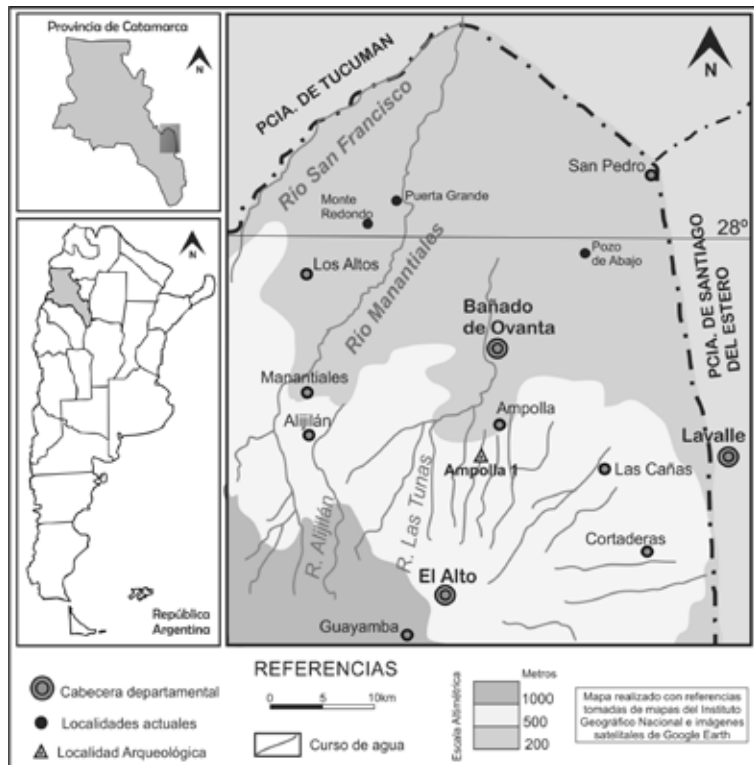 Provincia de Catamarca
N
N
República
Argentina
PCIA. DE TUCUMAN
Río San Francisco
N
San Pedro
Puerta Grande
Monte
Redondo
28º
Los Altos
Pozo
de Abajo
Río Manantiales
Bañado
de Ovanta
PCIA. DE SANTIAGO
DEL ESTERO
Manantiales
Alijilán
Ampolla
Lavalle
Ampolla 1
Las Cañas
R. Alijilán
R. Las Tunas
Cortaderas
El Alto
Guayamba
Cabecera departamental
Localidades actuales
Localidad Arqueológica
REFERENCIAS
0 5 10km
Curso de agua
Escala Altimétrica
Metros
1000
500
200
Mapa realizado con referencias
tomadas de mapas del Instituto
Geográfico Nacional e imágenes
satelitales de Google Earth